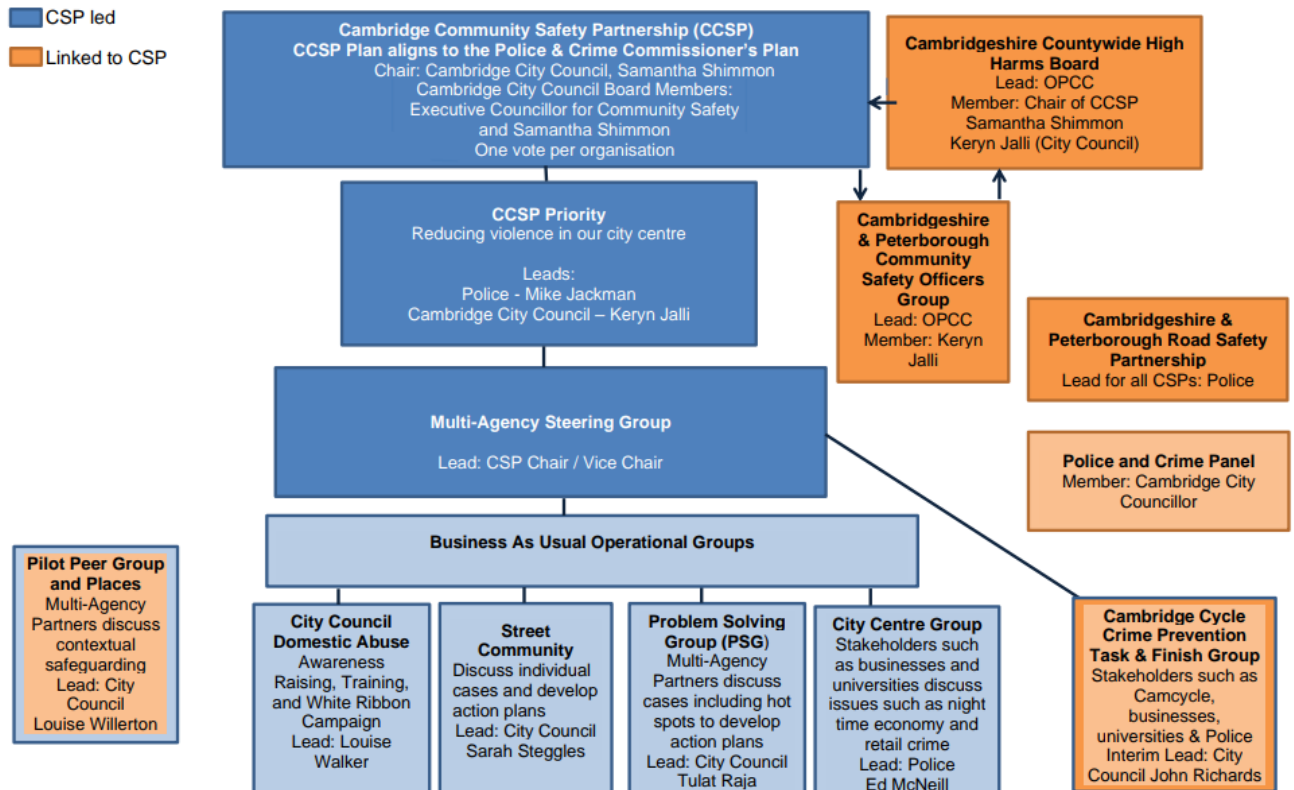 CSP led
Linked to CSP
Cambridge Community Safety Partnership (CCSP)
CCSP Plan aligns to the Police & Crime Commissioner's Plan
Chair: Cambridge City Council, Samantha Shimmon
Cambridge City Council Board Members:
Executive Councillor for Community Safety
and Samantha Shimmon
One vote per organisation
Cambridgeshire Countywide High
Harms Board
Lead: OPCC
Member: Chair of CCSP
Samantha Shimmon
Keryn Jalli (City Council)
CCSP Priority
Reducing violence in our city centre
Leads:
Police - Mike Jackman
Cambridge City Council – Keryn Jalli
Cambridgeshire
& Peterborough
Community
Safety Officers
Group
Lead: OPCC
Member: Keryn
Jalli
Cambridgeshire &
Peterborough Road Safety
Partnership
Lead for all CSPs: Police
Multi-Agency Steering Group
Lead: CSP Chair / Vice Chair
Police and Crime Panel
Member: Cambridge City
Councillor
Business As Usual Operational Groups
Pilot Peer Group
and Places
Multi-Agency
Partners discuss
contextual
safeguarding
Lead: City
Council
Louise Willerton
City Council
Domestic Abuse
Awareness
Raising, Training,
and White Ribbon
Campaign
Lead: Louise
Walker
Street
Community
Discuss individual
cases and develop
action plans
Lead: City Council
Sarah Steggles
Problem Solving
Group (PSG)
Multi-Agency
Partners discuss
cases including hot
spots to develop
action plans
Lead: City Council
Tulat Raja
City Centre Group
Stakeholders such
as businesses and
universities discuss
issues such as night
time economy and
retail crime
Lead: Police
Ed McNeill
Cambridge Cycle
Crime Prevention
Task & Finish Group
Stakeholders such as
Camcycle,
businesses,
universities & Police
Interim Lead: City
Council John Richards